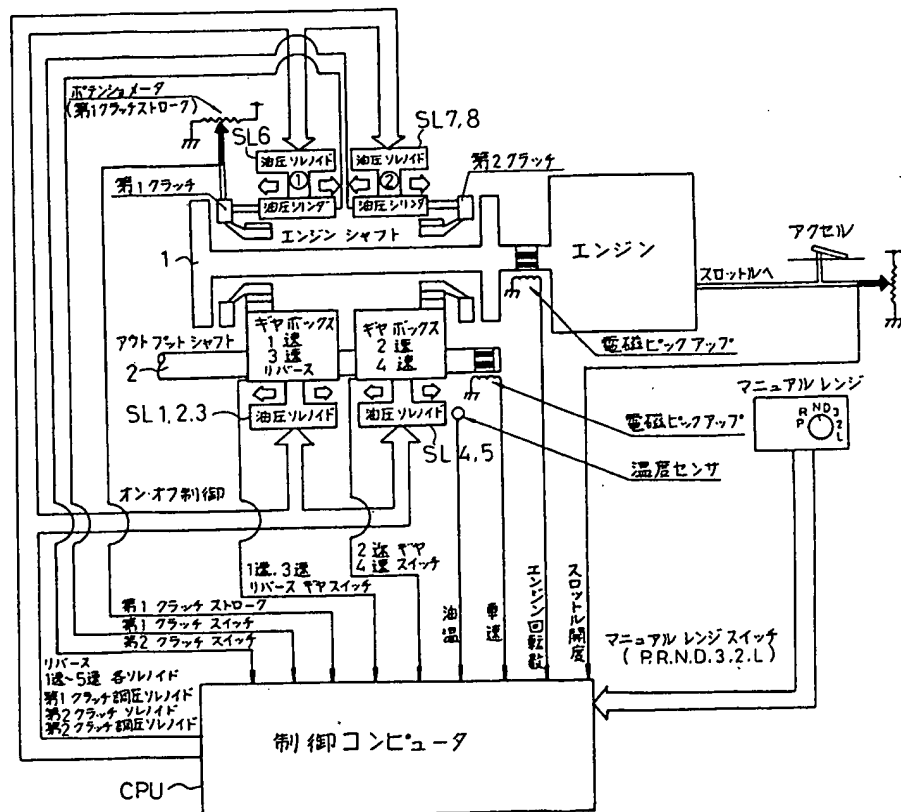 ポテンショメータ
(第1クラッチストローク)
SL6
SL7,8
油圧ソレノイド
油圧ソレノイド
第2クラッチ
①
②
第1クラッチ
油圧シリンダ
油圧シリンダ
エンジン シャフト
エンジン
アクセル
スロットルへ
1
アウトプットシャフト
2
ギヤボックス
1速
3速
リバース
ギヤボックス
2速
4速
電磁ピックアップ
マニュアルレンジ
P R N D 3 2 L
SL1,2,3
油圧ソレノイド
油圧ソレノイド
SL4,5
電磁ピックアップ
温度センサ
オン・オフ制御
1速.3速
リバース ギヤスイッチ
2速 ギヤ
4速 スイッチ
油温
車速
エンジン回転数
スロットル開度
第1クラッチ ストローク
第1クラッチ スイッチ
第2クラッチ スイッチ
マニュアルレンジスイッチ
(P.R.N.D.3.2.L)
リバース
1速~5速 各ソレノイド
第1クラッチ調圧ソレノイド
第2クラッチ ソレノイド
第2クラッチ調圧ソレノイド
制御コンピュータ
CPU